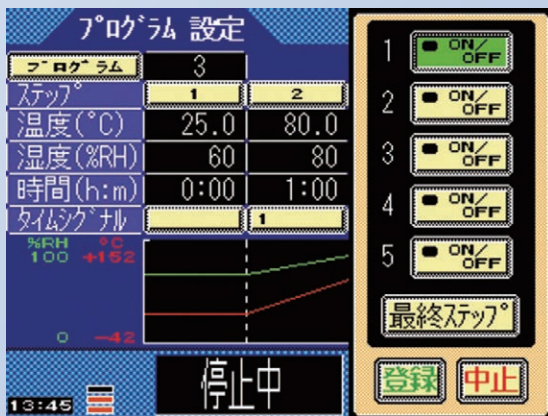 プログラム 設定
プログラム 3
ステップ 1 2
温度(°C) 25.0 80.0
湿度(%RH) 60 80
時間(h:m) 0:00 1:00
タイムシグナル 1
%RH °C
100 +152
0 -42
13:45 停止中
1 ON/OFF
2 ON/OFF
3 ON/OFF
4 ON/OFF
5 ON/OFF
最終ステップ
登録 中止